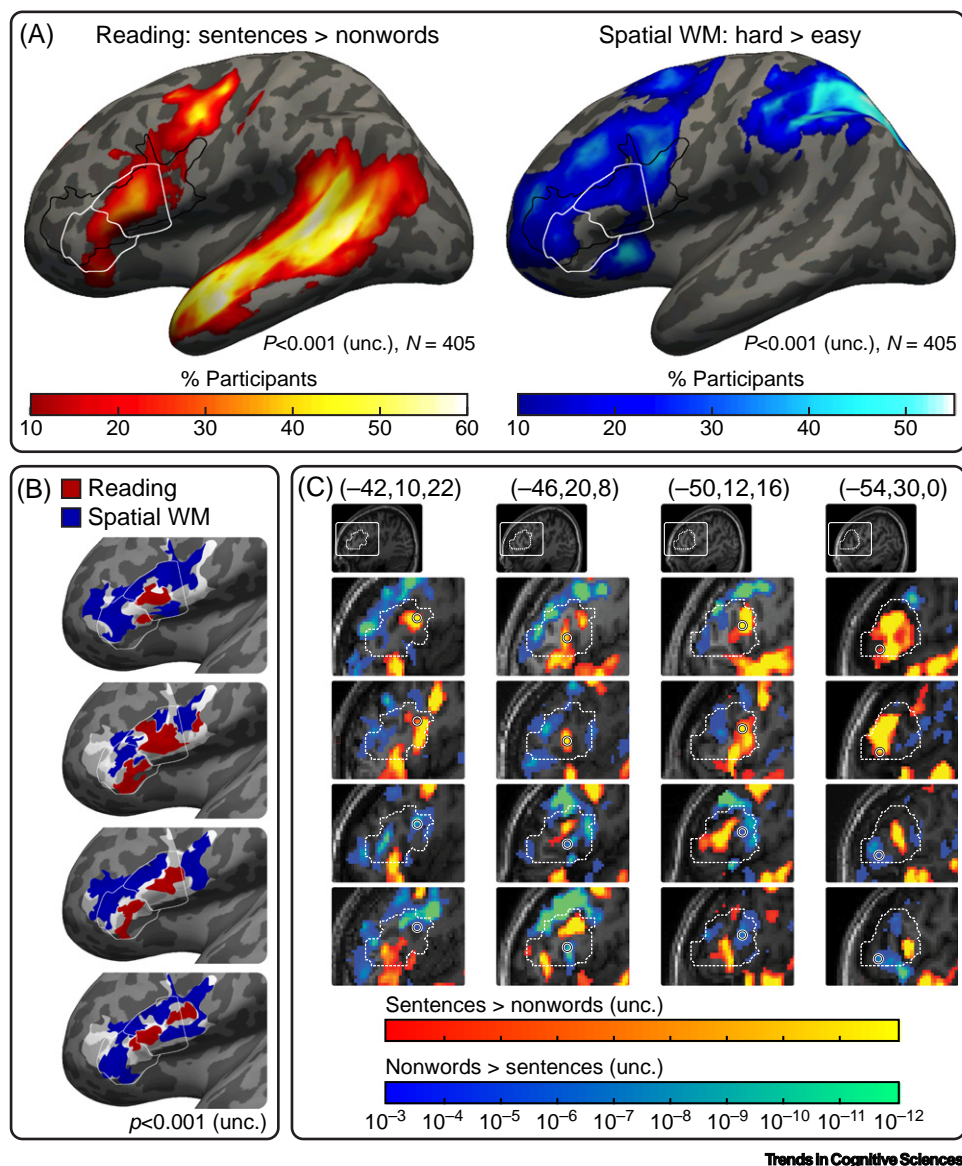 (A)
Reading: sentences > nonwords
Spatial WM: hard > easy
P<0.001 (unc.), N = 405
P<0.001 (unc.), N = 405
% Participants
% Participants
10 20 30 40 50 60
10 20 30 40 50
(B)
Reading
Spatial WM
p<0.001 (unc.)
(C)
(–42,10,22) (–46,20,8) (–50,12,16) (–54,30,0)
Sentences > nonwords (unc.)
Nonwords > sentences (unc.)
10⁻³ 10⁻⁴ 10⁻⁵ 10⁻⁶ 10⁻⁷ 10⁻⁸ 10⁻⁹ 10⁻¹⁰ 10⁻¹¹ 10⁻¹²
Trends in Cognitive Sciences